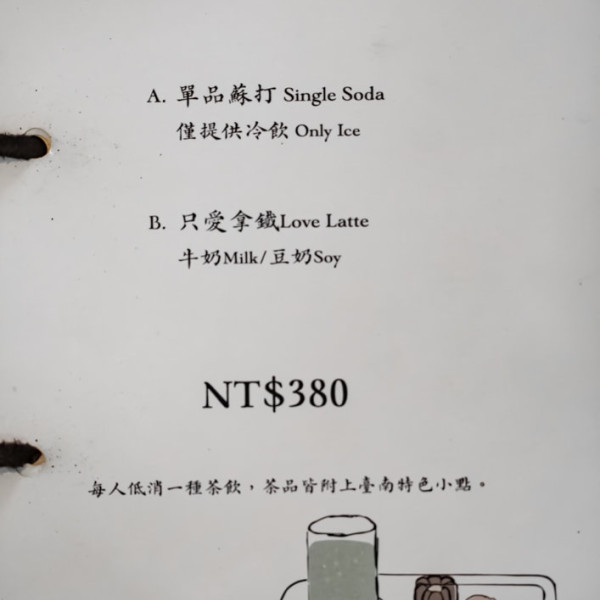 A. 單品蘇打 Single Soda
僅提供冷飲 Only Ice
B. 只愛拿鐵Love Latte
牛奶Milk/豆奶Soy
NT$380
每人低消一種茶飲，茶品皆附上臺南特色小點。